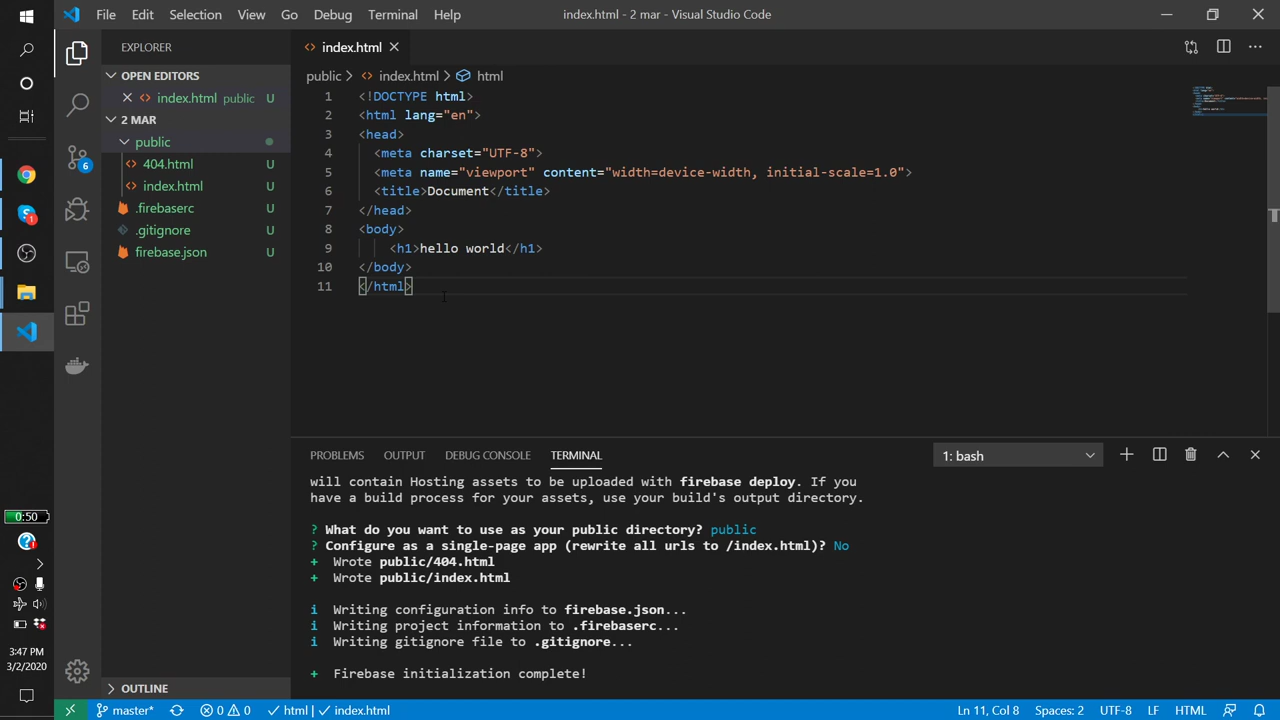 File Edit Selection View Go Debug Terminal Help
index.html - 2 mar - Visual Studio Code
EXPLORER
OPEN EDITORS
index.html public U
2 MAR
public
404.html U
index.html U
.firebaserc U
.gitignore U
firebase.json U
OUTLINE
6
1
0:50
3:47 PM
3/2/2020
index.html
public > index.html > html
1 <!DOCTYPE html>
2 <html lang="en">
3 <head>
4 <meta charset="UTF-8">
5 <meta name="viewport" content="width=device-width, initial-scale=1.0">
6 <title>Document</title>
7 </head>
8 <body>
9 <h1>hello world</h1>
10 </body>
11 </html>
PROBLEMS OUTPUT DEBUG CONSOLE TERMINAL
1: bash
will contain Hosting assets to be uploaded with firebase deploy. If you
have a build process for your assets, use your build's output directory.
? What do you want to use as your public directory? public
? Configure as a single-page app (rewrite all urls to /index.html)? No
+ Wrote public/404.html
+ Wrote public/index.html
i Writing configuration info to firebase.json...
i Writing project information to .firebaserc...
i Writing gitignore file to .gitignore...
+ Firebase initialization complete!
master* 0 0 html | index.html
Ln 11, Col 8 Spaces: 2 UTF-8 LF HTML